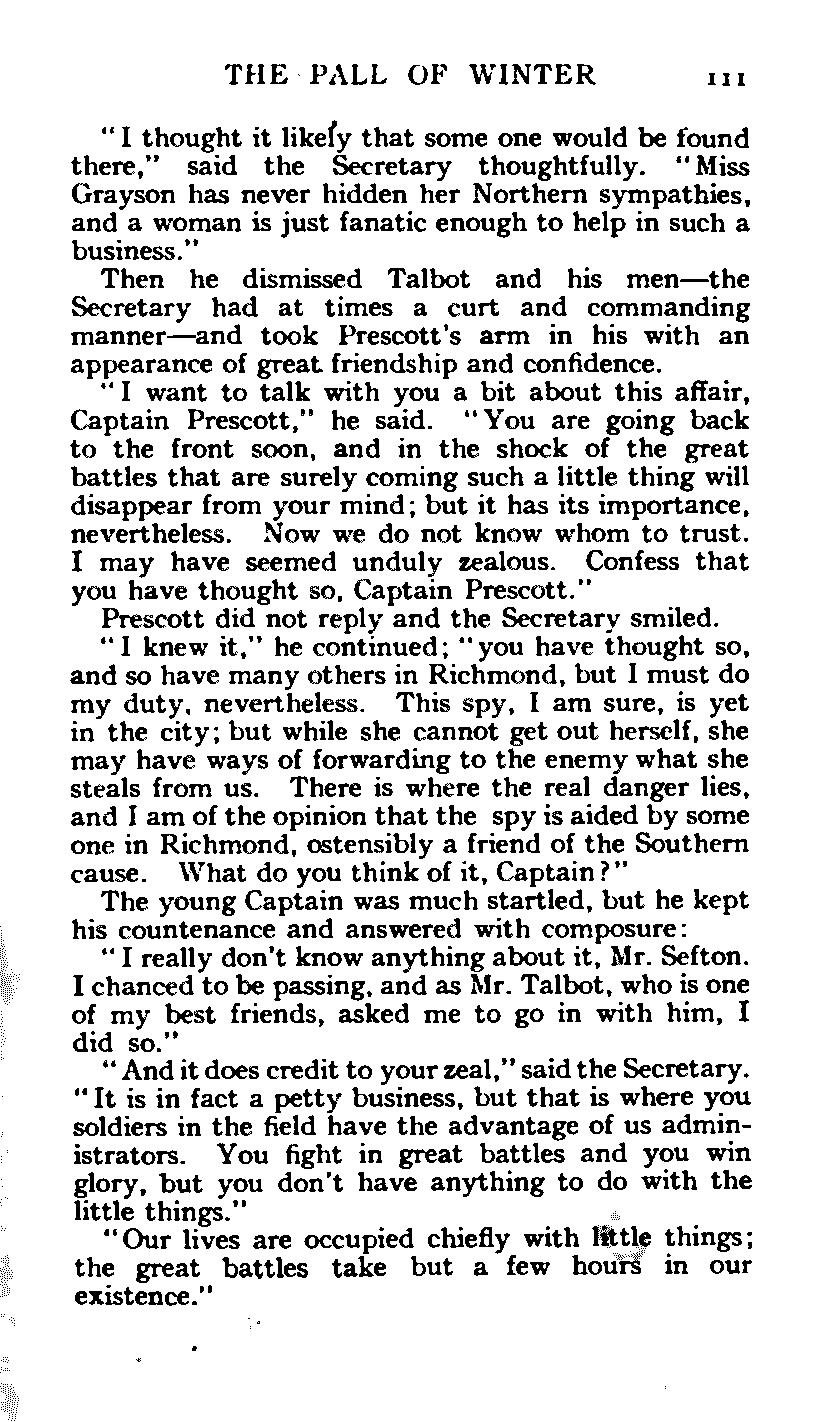 THE PALL OF WINTER 111
"I thought it likely that some one would be found
there," said the Secretary thoughtfully. "Miss
Grayson has never hidden her Northern sympathies,
and a woman is just fanatic enough to help in such a
business."
Then he dismissed Talbot and his men—the
Secretary had at times a curt and commanding
manner—and took Prescott's arm in his with an
appearance of great friendship and confidence.
"I want to talk with you a bit about this affair,
Captain Prescott," he said. "You are going back
to the front soon, and in the shock of the great
battles that are surely coming such a little thing will
disappear from your mind; but it has its importance,
nevertheless. Now we do not know whom to trust.
I may have seemed unduly zealous. Confess that
you have thought so, Captain Prescott."
Prescott did not reply and the Secretary smiled.
"I knew it," he continued; "you have thought so,
and so have many others in Richmond, but I must do
my duty, nevertheless. This spy, I am sure, is yet
in the city; but while she cannot get out herself, she
may have ways of forwarding to the enemy what she
steals from us. There is where the real danger lies,
and I am of the opinion that the spy is aided by some
one in Richmond, ostensibly a friend of the Southern
cause. What do you think of it, Captain?"
The young Captain was much startled, but he kept
his countenance and answered with composure:
"I really don't know anything about it, Mr. Sefton.
I chanced to be passing, and as Mr. Talbot, who is one
of my best friends, asked me to go in with him, I
did so."
"And it does credit to your zeal," said the Secretary.
"It is in fact a petty business, but that is where you
soldiers in the field have the advantage of us admin-
istrators. You fight in great battles and you win
glory, but you don't have anything to do with the
little things."
"Our lives are occupied chiefly with little things;
the great battles take but a few hours in our
existence."